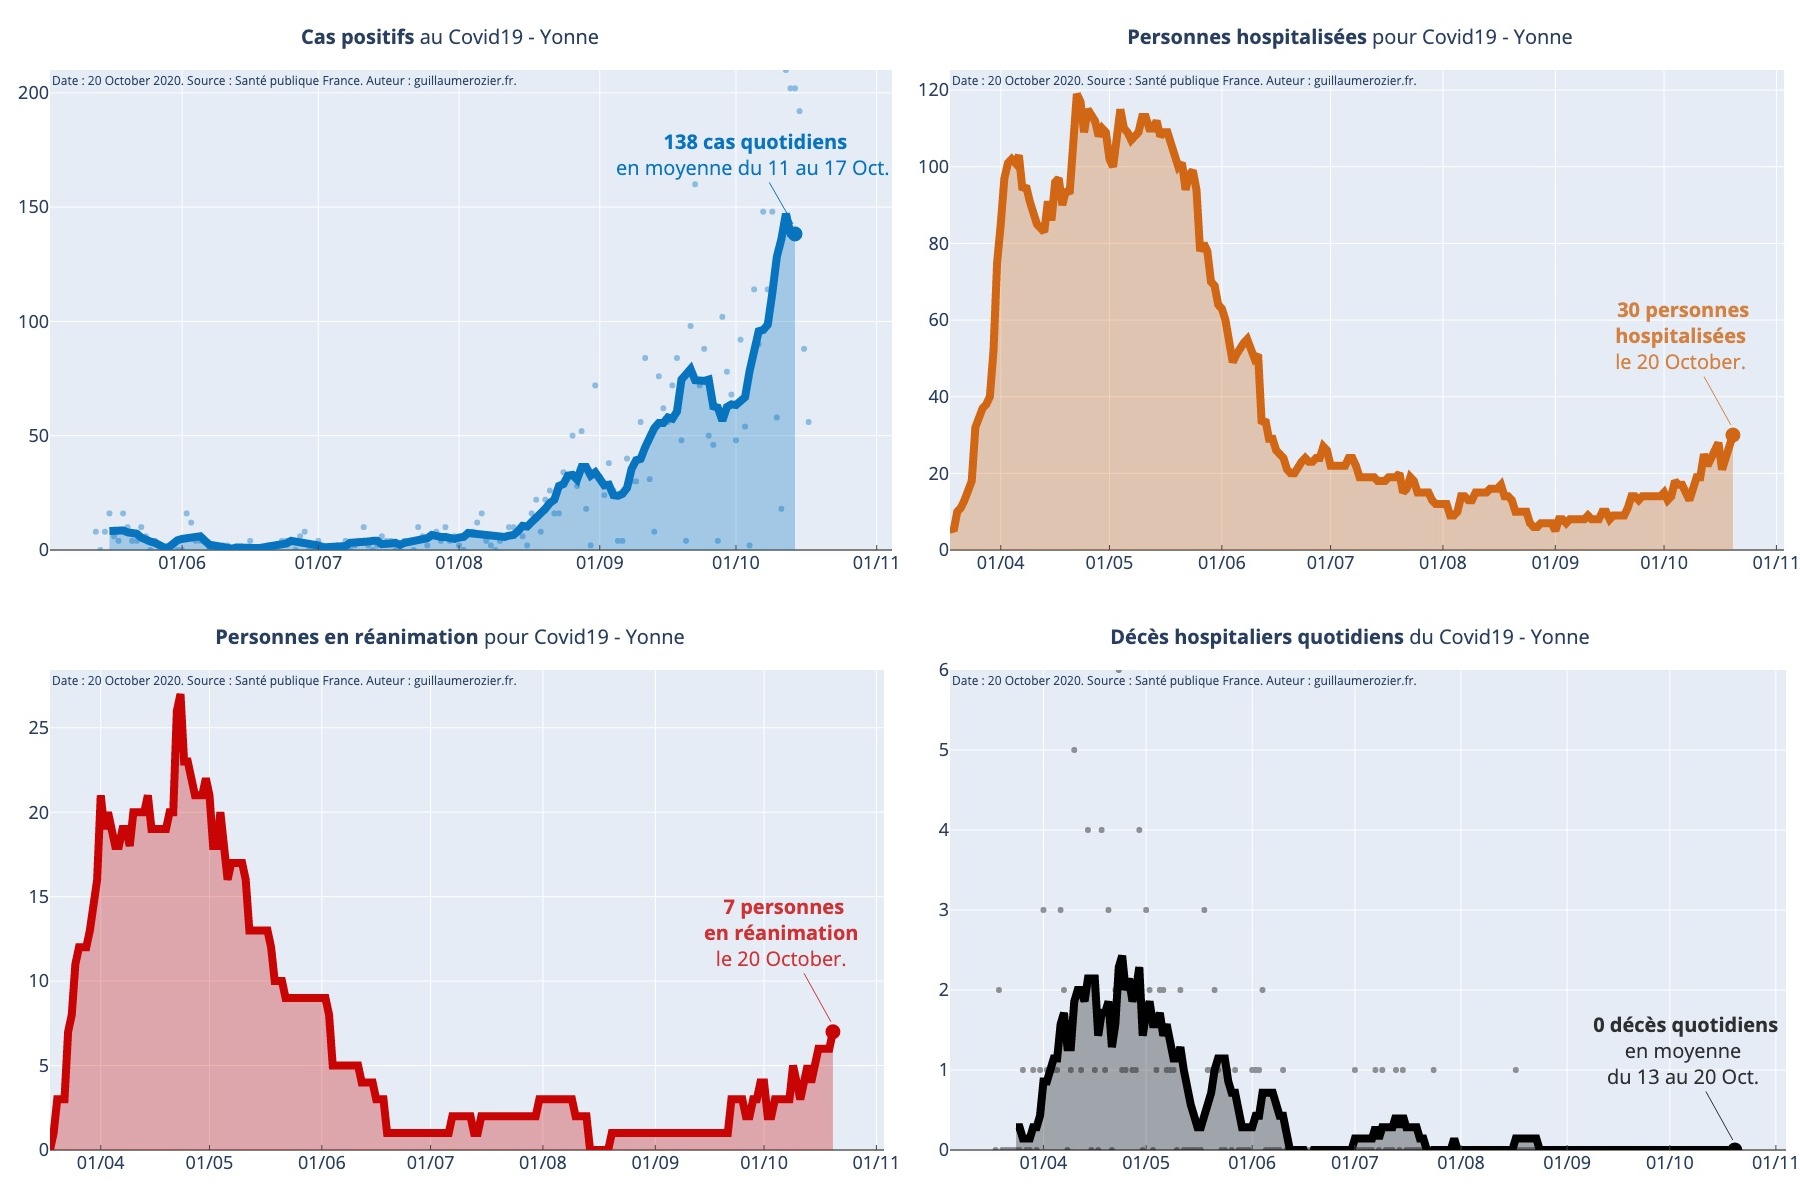 Cas positifs au Covid19 - Yonne
Date : 20 October 2020. Source : Santé publique France. Auteur : guillaumerozier.fr.
200
150
100
50
0
138 cas quotidiens
en moyenne du 11 au 17 Oct.
01/06 01/07 01/08 01/09 01/10 01/11
Personnes hospitalisées pour Covid19 - Yonne
Date : 20 October 2020. Source : Santé publique France. Auteur : guillaumerozier.fr.
120
100
80
60
40
20
0
30 personnes
hospitalisées
le 20 October.
01/04 01/05 01/06 01/07 01/08 01/09 01/10 01/11
Personnes en réanimation pour Covid19 - Yonne
Date : 20 October 2020. Source : Santé publique France. Auteur : guillaumerozier.fr.
25
20
15
10
5
0
7 personnes
en réanimation
le 20 October.
01/04 01/05 01/06 01/07 01/08 01/09 01/10 01/11
Décès hospitaliers quotidiens du Covid19 - Yonne
Date : 20 October 2020. Source : Santé publique France. Auteur : guillaumerozier.fr.
6
5
4
3
2
1
0
0 décès quotidiens
en moyenne
du 13 au 20 Oct.
01/04 01/05 01/06 01/07 01/08 01/09 01/10 01/11